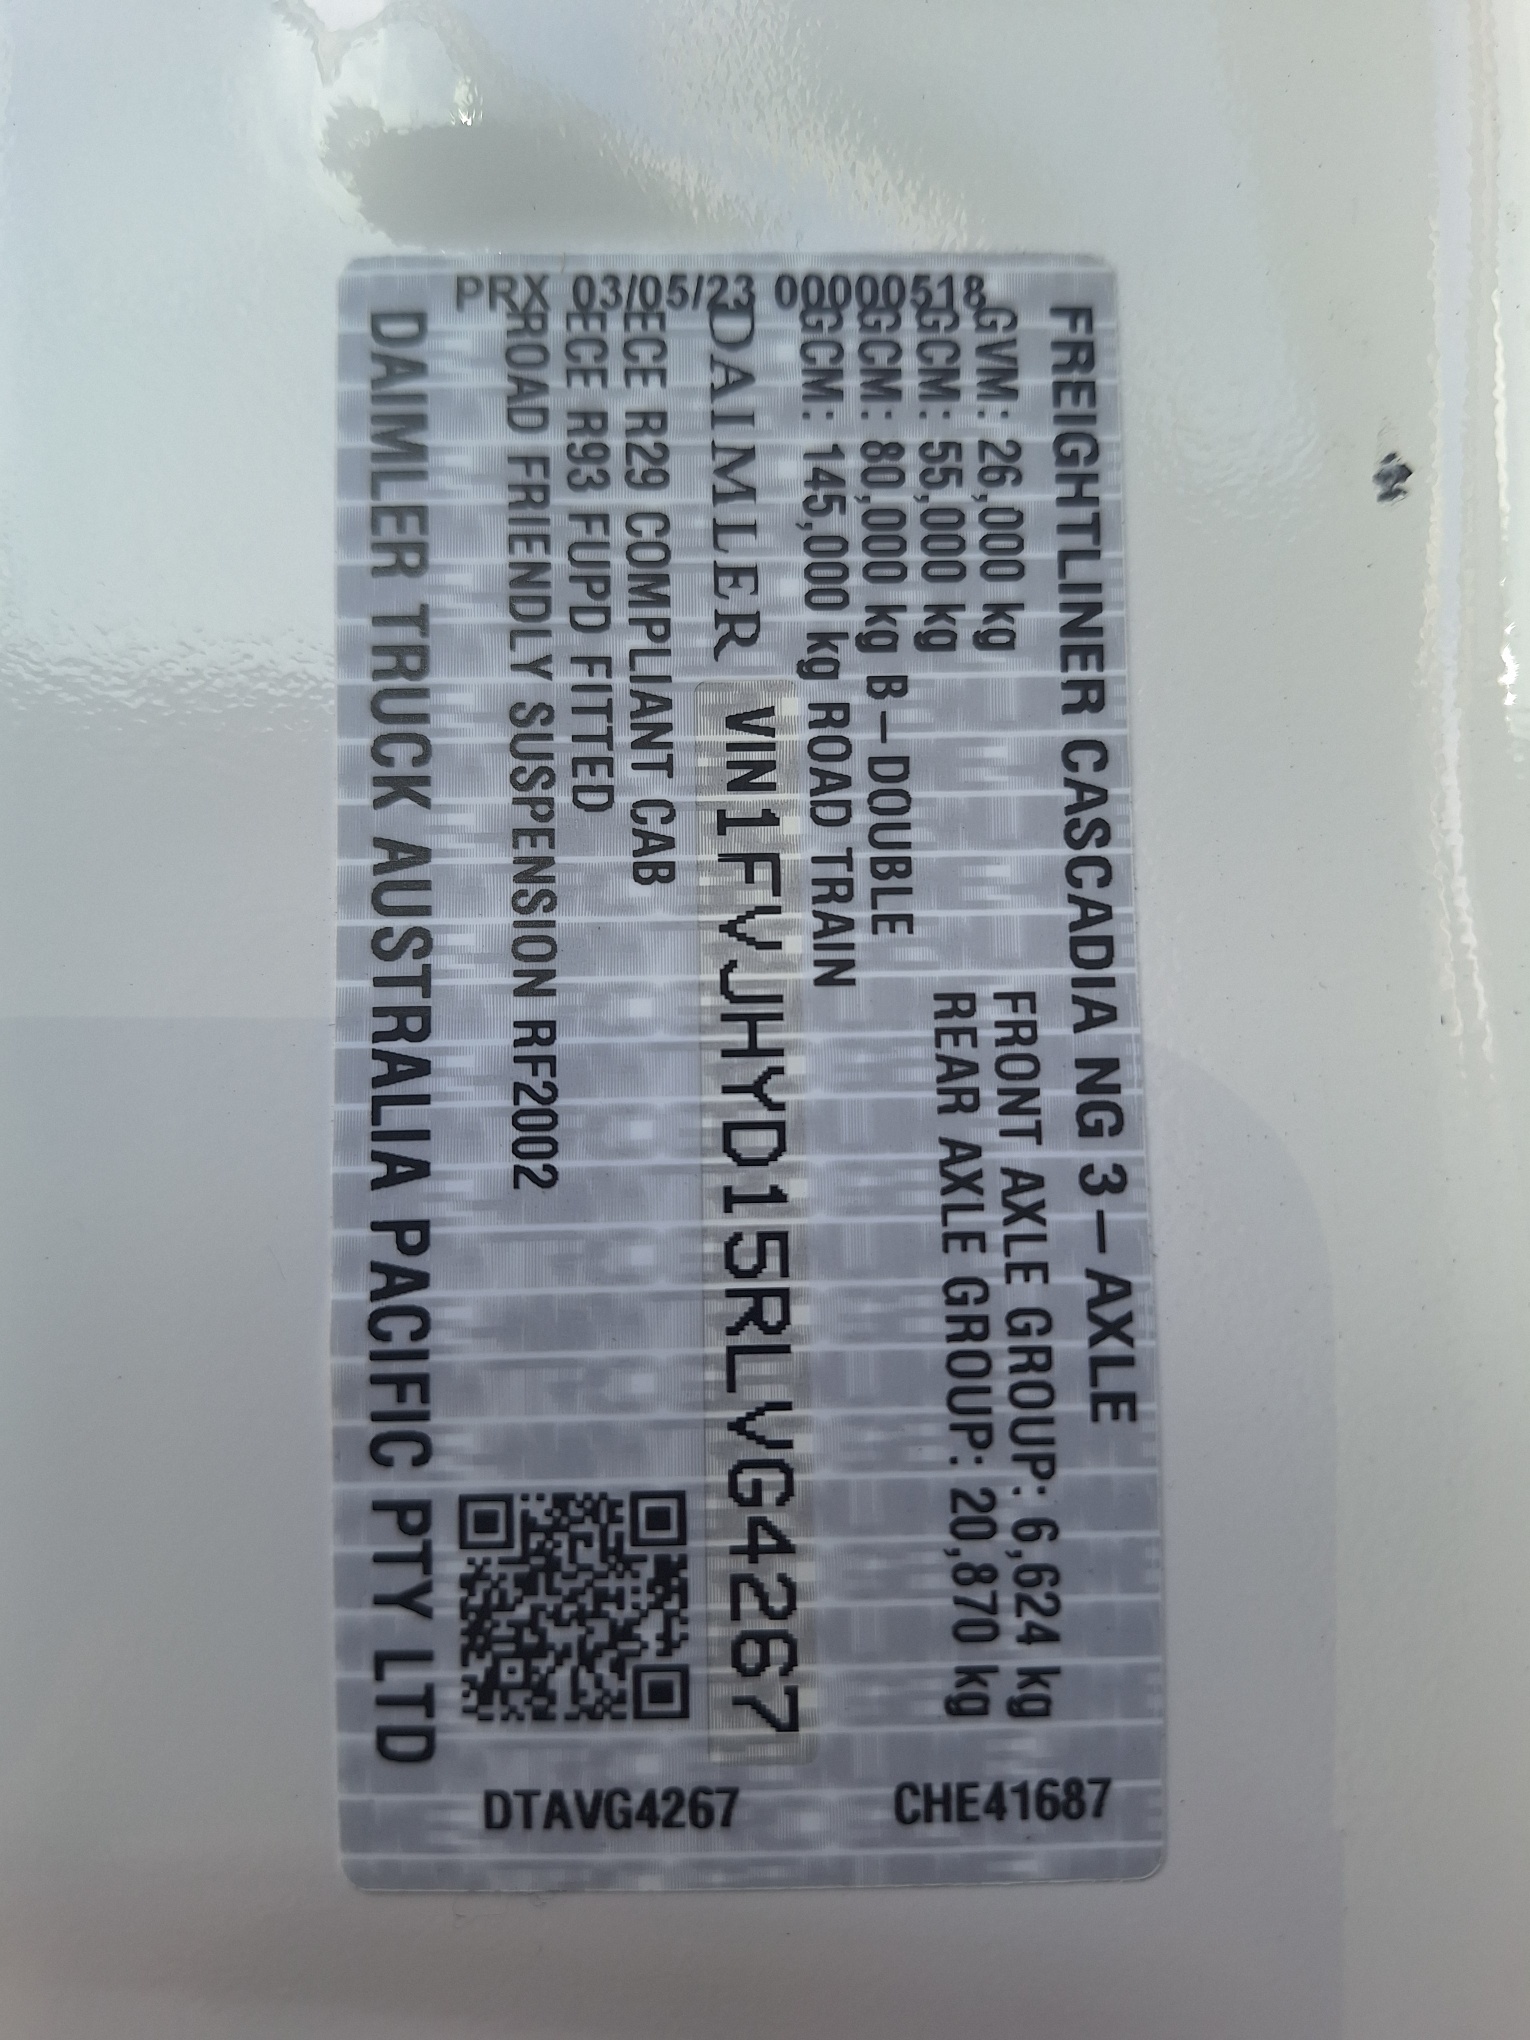 FREIGHTLINER CASCADIA NG 3-AXLE
GVM: 26,000 kg
FRONT AXLE GROUP: 6,624 kg
GCM: 55,000 kg
REAR AXLE GROUP: 20,870 kg
GCM: 80,000 kg B-DOUBLE
GCM: 145,000 kg ROAD TRAIN
DAIMLER
VIN1FVJHYD15RLVG4267
ECE R29 COMPLIANT CAB
ECE R93 FUPD FITTED
ROAD FRIENDLY SUSPENSION RF2002
DAIMLER TRUCK AUSTRALIA PACIFIC PTY LTD
PRX 03/05/23 00000518
DTAVG4267
CHE41687